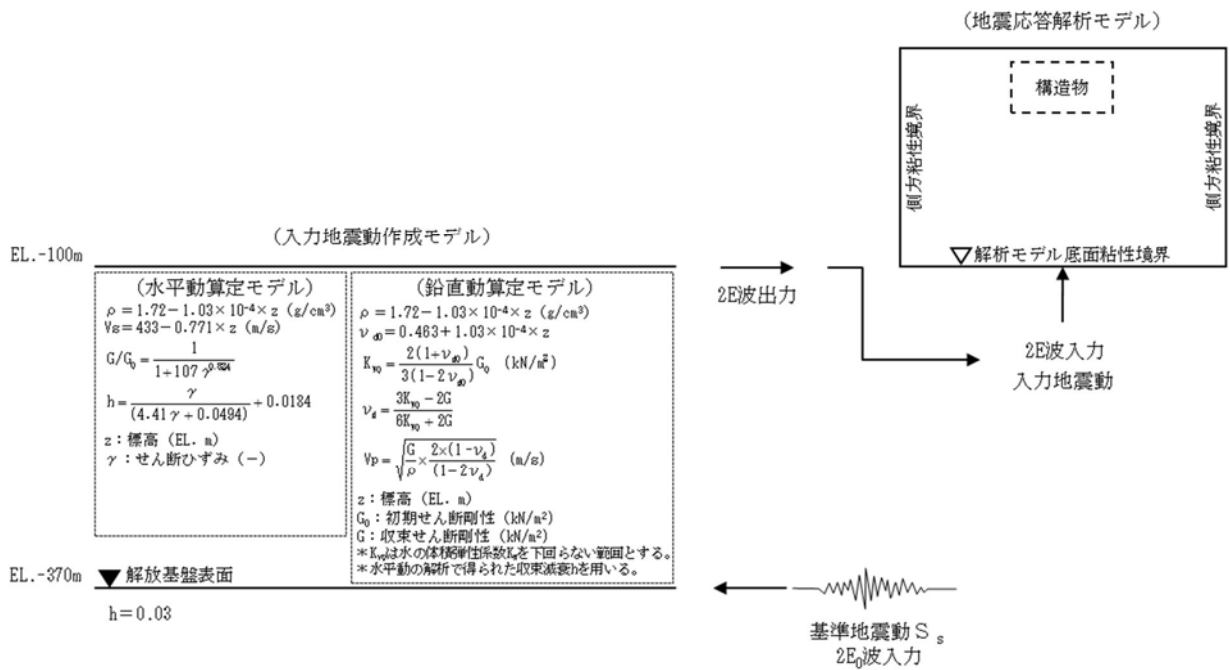 (地震応答解析モデル)
構造物
側方粘性境界
側方粘性境界
▽解析モデル底面粘性境界
(入力地震動作成モデル)
EL.-100m
2E波出力
2E波入力
入力地震動
(水平動算定モデル)
ρ=1.72-1.03×10⁻⁴×z (g/cm³)
Vs=433-0.771×z (m/s)
G/G₀=1/(1+107γ^0.824)
h=γ/(4.41γ+0.0494)+0.0184
z:標高 (EL. m)
γ:せん断ひずみ (-)
(鉛直動算定モデル)
ρ=1.72-1.03×10⁻⁴×z (g/cm³)
ν_d0=0.463+1.03×10⁻⁴×z
K_v0=2(1+ν_d0)/3(1-2ν_d0) G₀ (kN/m²)
ν_d=(3K_v0-2G)/(6K_v0+2G)
Vp=√(G/ρ×2×(1-ν_d)/(1-2ν_d)) (m/s)
z:標高 (EL. m)
G₀:初期せん断剛性 (kN/m²)
G:収束せん断剛性 (kN/m²)
*K_v0は水の体積弾性係数K_wを下回らない範囲とする。
*水平動の解析で得られた収束減衰hを用いる。
EL.-370m
▼解放基盤表面
h=0.03
基準地震動Sₛ
2E₀波入力